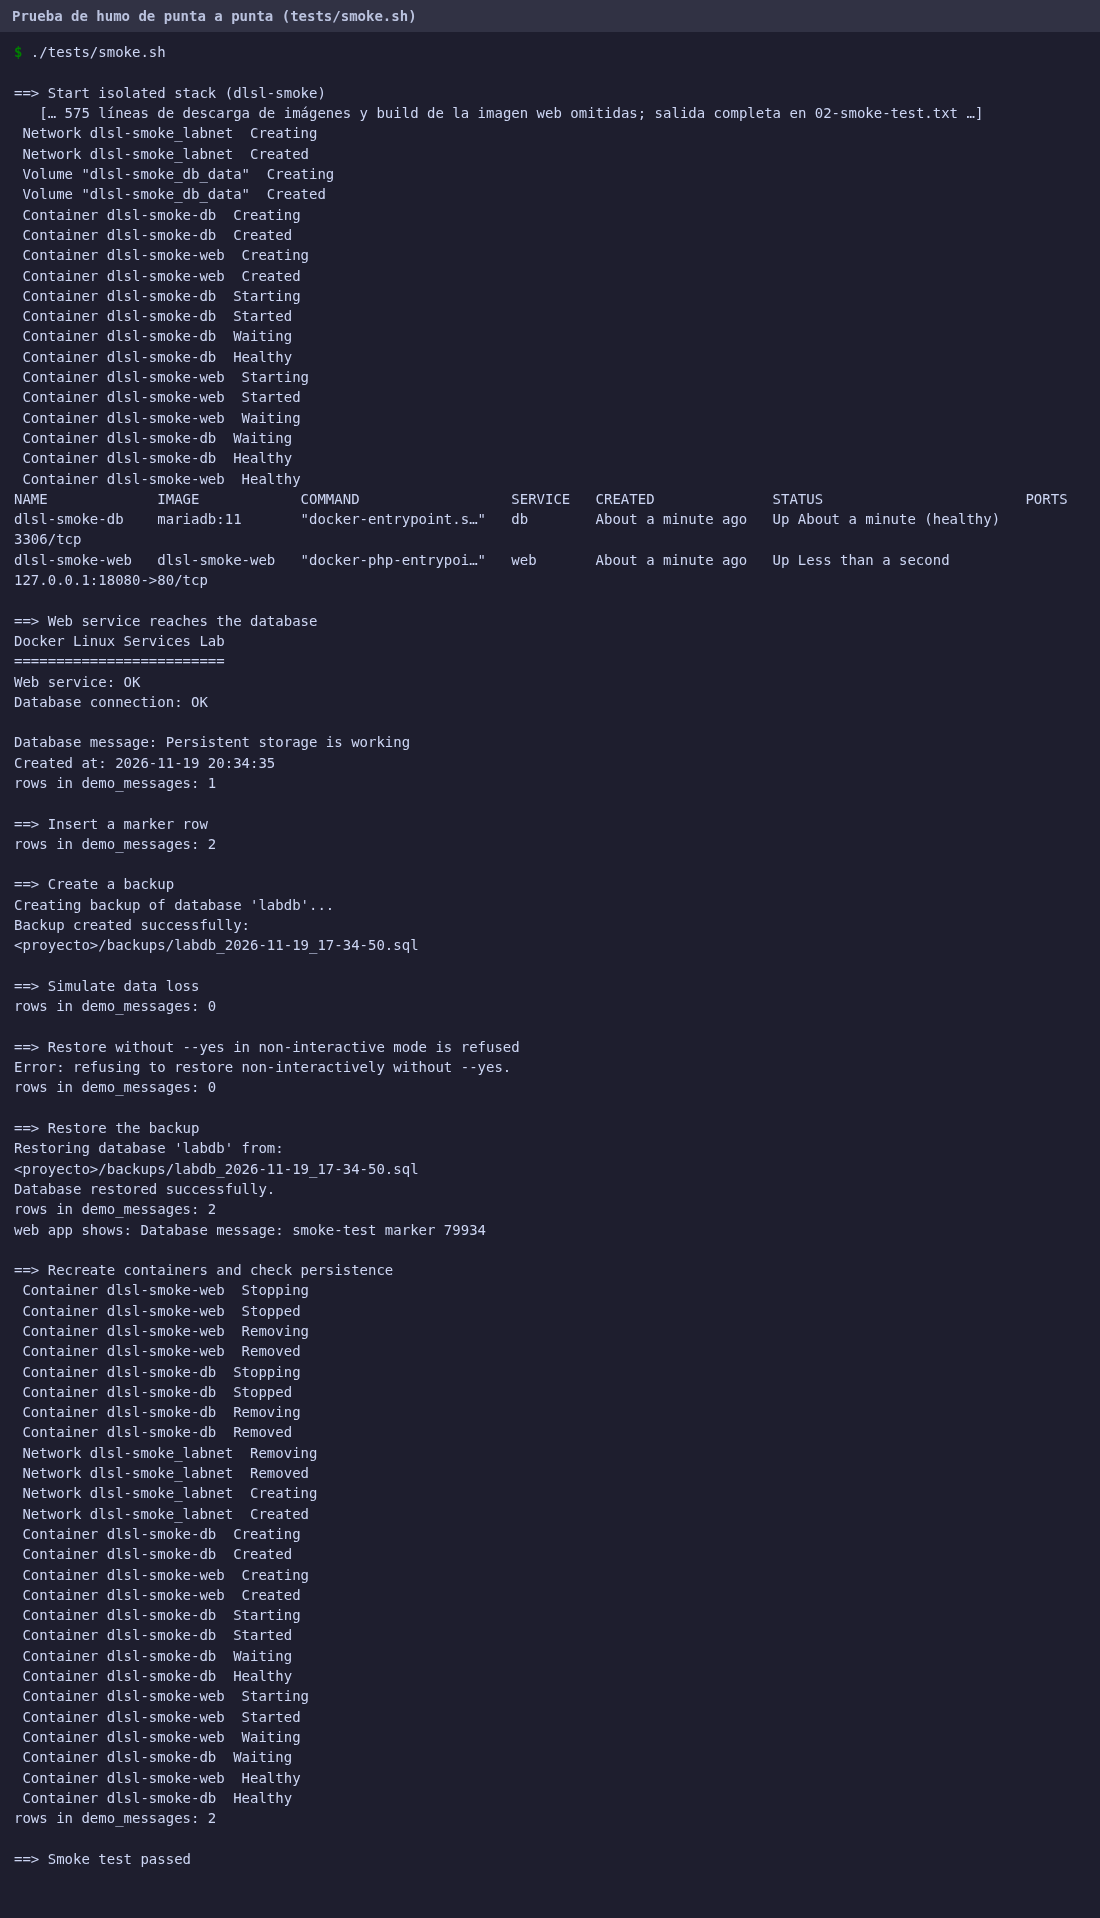 Prueba de humo de punta a punta (tests/smoke.sh)
$ ./tests/smoke.sh
==> Start isolated stack (dlsl-smoke)
[… 575 líneas de descarga de imágenes y build de la imagen web omitidas; salida completa en 02-smoke-test.txt …]
Network dlsl-smoke_labnet  Creating
Network dlsl-smoke_labnet  Created
Volume "dlsl-smoke_db_data"  Creating
Volume "dlsl-smoke_db_data"  Created
Container dlsl-smoke-db  Creating
Container dlsl-smoke-db  Created
Container dlsl-smoke-web  Creating
Container dlsl-smoke-web  Created
Container dlsl-smoke-db  Starting
Container dlsl-smoke-db  Started
Container dlsl-smoke-db  Waiting
Container dlsl-smoke-db  Healthy
Container dlsl-smoke-web  Starting
Container dlsl-smoke-web  Started
Container dlsl-smoke-web  Waiting
Container dlsl-smoke-db  Waiting
Container dlsl-smoke-db  Healthy
Container dlsl-smoke-web  Healthy
NAME             IMAGE            COMMAND                  SERVICE   CREATED              STATUS                        PORTS
dlsl-smoke-db    mariadb:11       "docker-entrypoint.s…"   db        About a minute ago   Up About a minute (healthy)
3306/tcp
dlsl-smoke-web   dlsl-smoke-web   "docker-php-entrypoi…"   web       About a minute ago   Up Less than a second
127.0.0.1:18080->80/tcp
==> Web service reaches the database
Docker Linux Services Lab
=========================
Web service: OK
Database connection: OK
Database message: Persistent storage is working
Created at: 2026-11-19 20:34:35
rows in demo_messages: 1
==> Insert a marker row
rows in demo_messages: 2
==> Create a backup
Creating backup of database 'labdb'...
Backup created successfully:
<proyecto>/backups/labdb_2026-11-19_17-34-50.sql
==> Simulate data loss
rows in demo_messages: 0
==> Restore without --yes in non-interactive mode is refused
Error: refusing to restore non-interactively without --yes.
rows in demo_messages: 0
==> Restore the backup
Restoring database 'labdb' from:
<proyecto>/backups/labdb_2026-11-19_17-34-50.sql
Database restored successfully.
rows in demo_messages: 2
web app shows: Database message: smoke-test marker 79934
==> Recreate containers and check persistence
Container dlsl-smoke-web  Stopping
Container dlsl-smoke-web  Stopped
Container dlsl-smoke-web  Removing
Container dlsl-smoke-web  Removed
Container dlsl-smoke-db  Stopping
Container dlsl-smoke-db  Stopped
Container dlsl-smoke-db  Removing
Container dlsl-smoke-db  Removed
Network dlsl-smoke_labnet  Removing
Network dlsl-smoke_labnet  Removed
Network dlsl-smoke_labnet  Creating
Network dlsl-smoke_labnet  Created
Container dlsl-smoke-db  Creating
Container dlsl-smoke-db  Created
Container dlsl-smoke-web  Creating
Container dlsl-smoke-web  Created
Container dlsl-smoke-db  Starting
Container dlsl-smoke-db  Started
Container dlsl-smoke-db  Waiting
Container dlsl-smoke-db  Healthy
Container dlsl-smoke-web  Starting
Container dlsl-smoke-web  Started
Container dlsl-smoke-web  Waiting
Container dlsl-smoke-db  Waiting
Container dlsl-smoke-web  Healthy
Container dlsl-smoke-db  Healthy
rows in demo_messages: 2
==> Smoke test passed